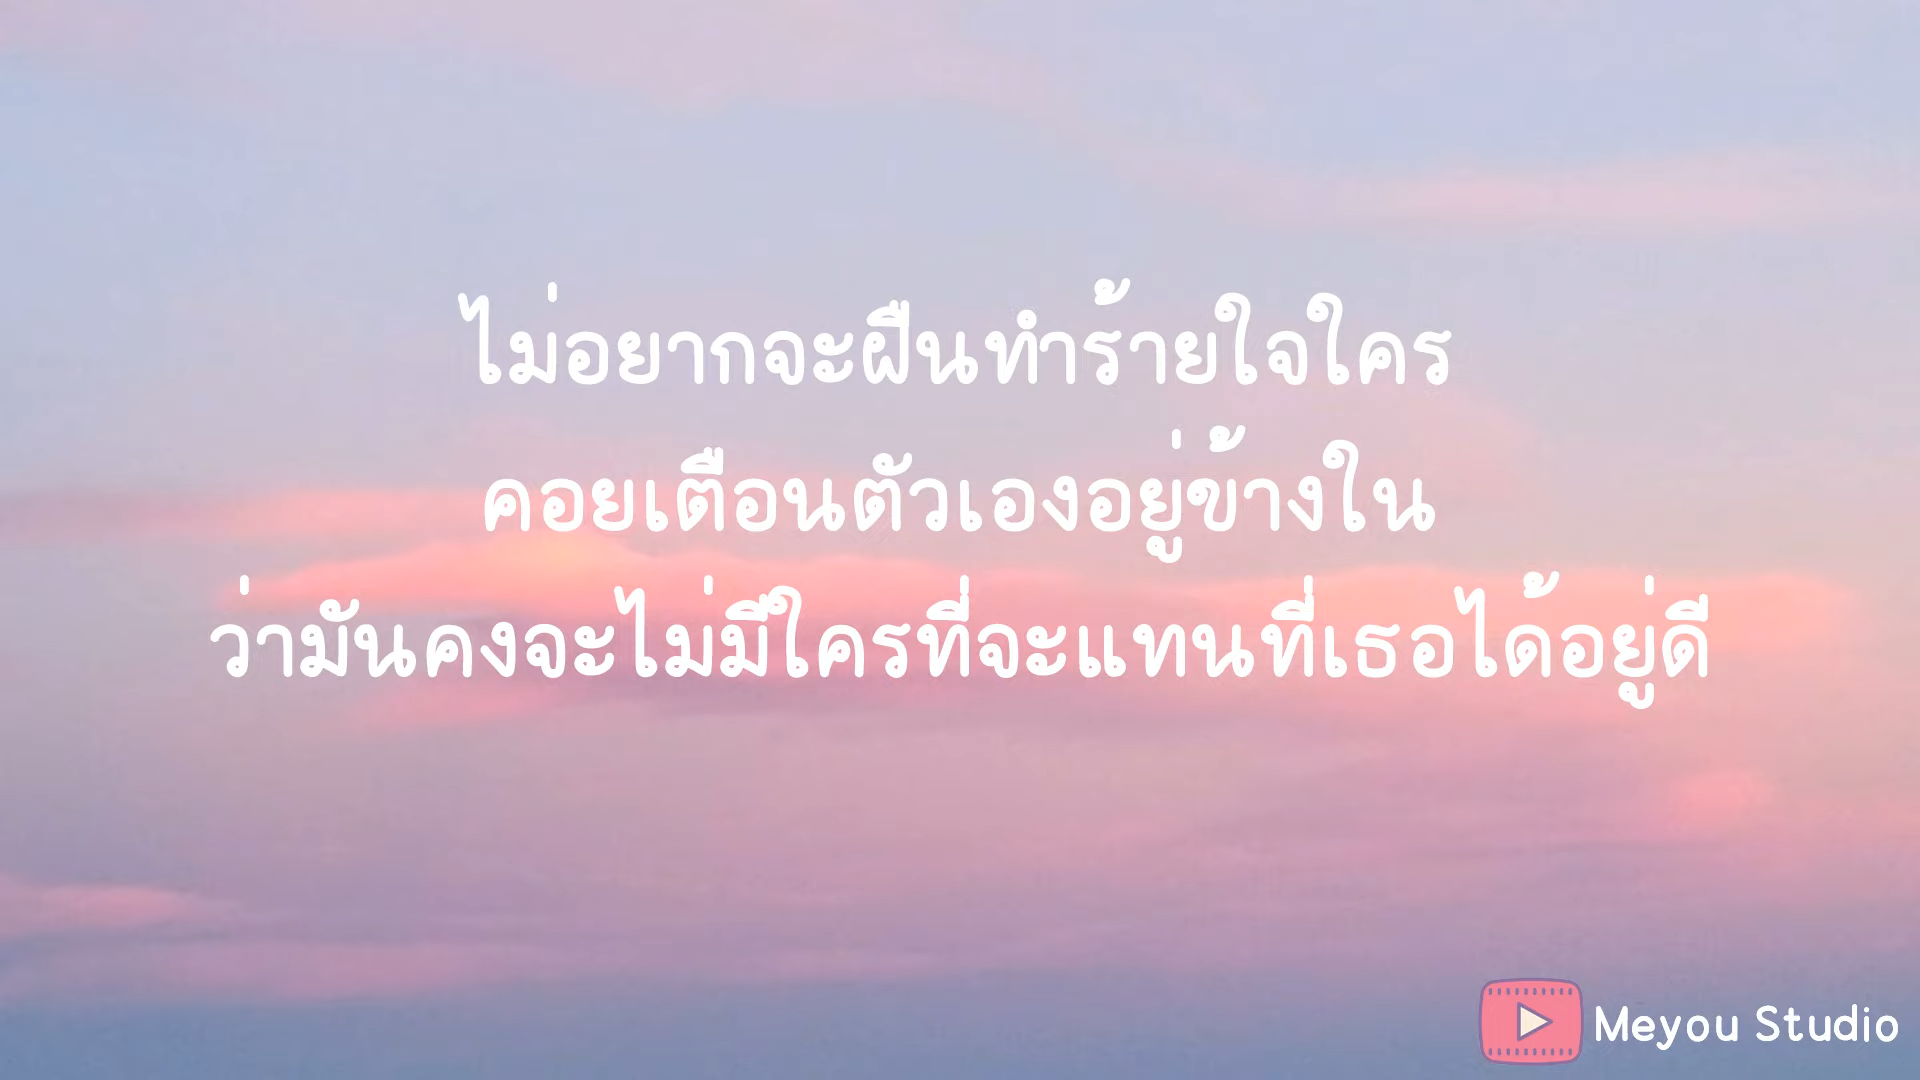 ไม่อยากจะฝืนทำร้ายใจใคร
คอยเตือนตัวเองอยู่ข้างใน
ว่ามันคงจะไม่มีใครที่จะแทนที่เธอได้อยู่ดี
Meyou Studio